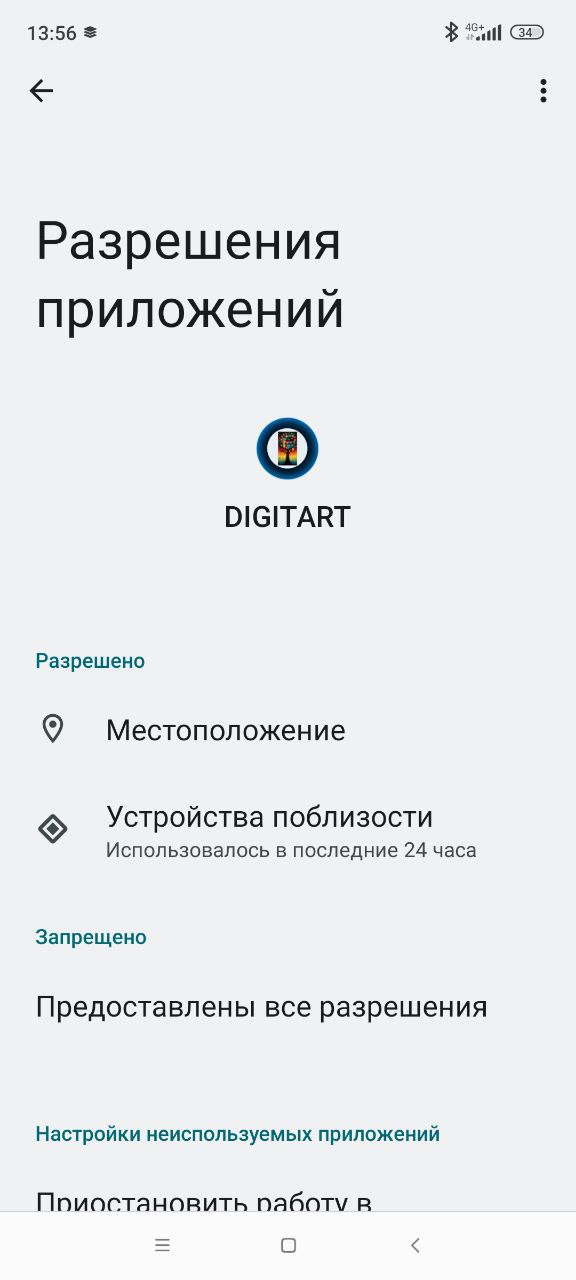 13:56
4G+
34
Разрешения
приложений
DIGITART
Разрешено
Местоположение
Устройства поблизости
Использовалось в последние 24 часа
Запрещено
Предоставлены все разрешения
Настройки неиспользуемых приложений
Приостановить работу в